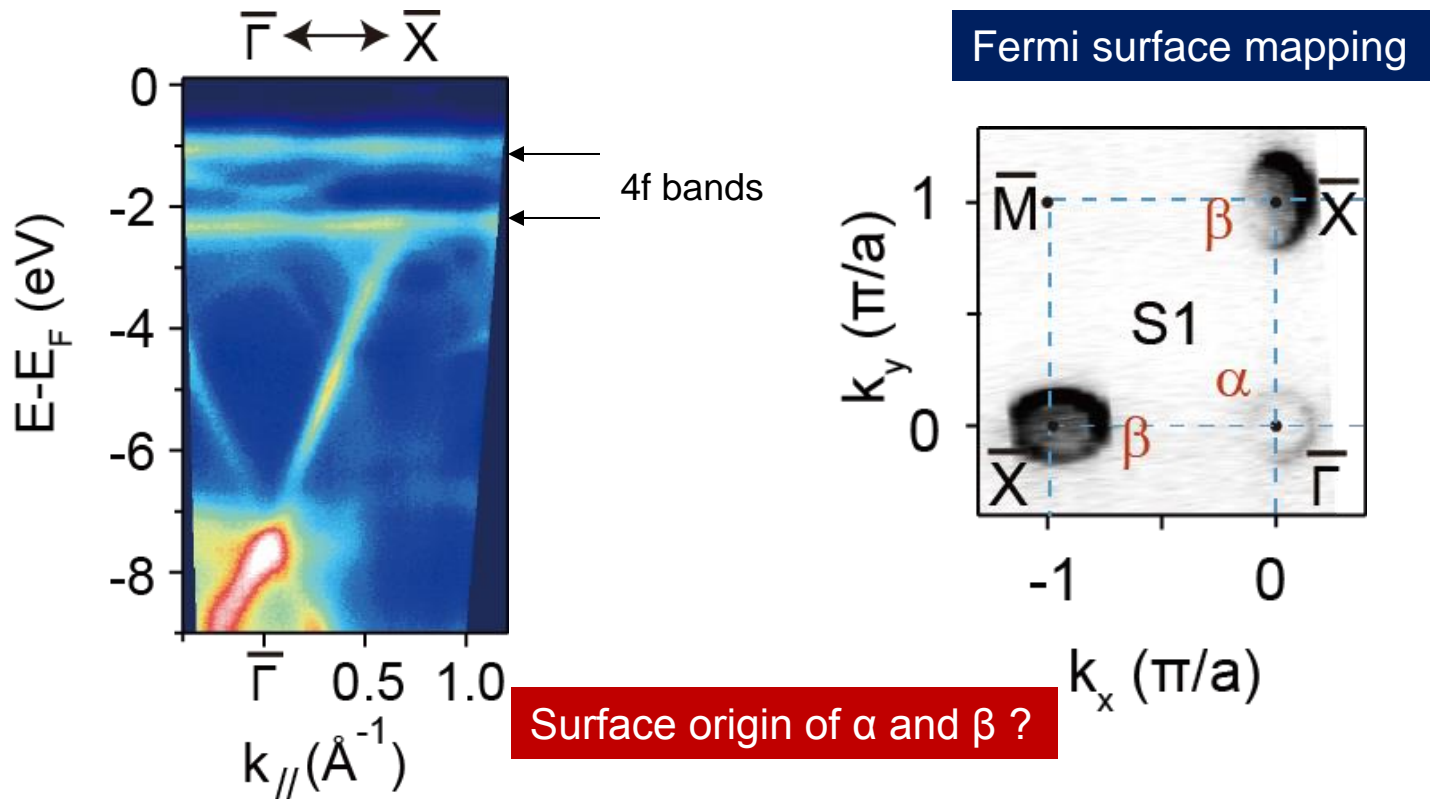 Γ̅ ↔ X̅
Fermi surface mapping
0
-2
-4
-6
-8
E-E_F (eV)
4f bands
Γ̅ 0.5 1.0
k_// (Å⁻¹)
1
0
k_y (π/a)
M̅
β
X̅
S1
α
X̅
β
Γ̅
-1 0
k_x (π/a)
Surface origin of α and β ?